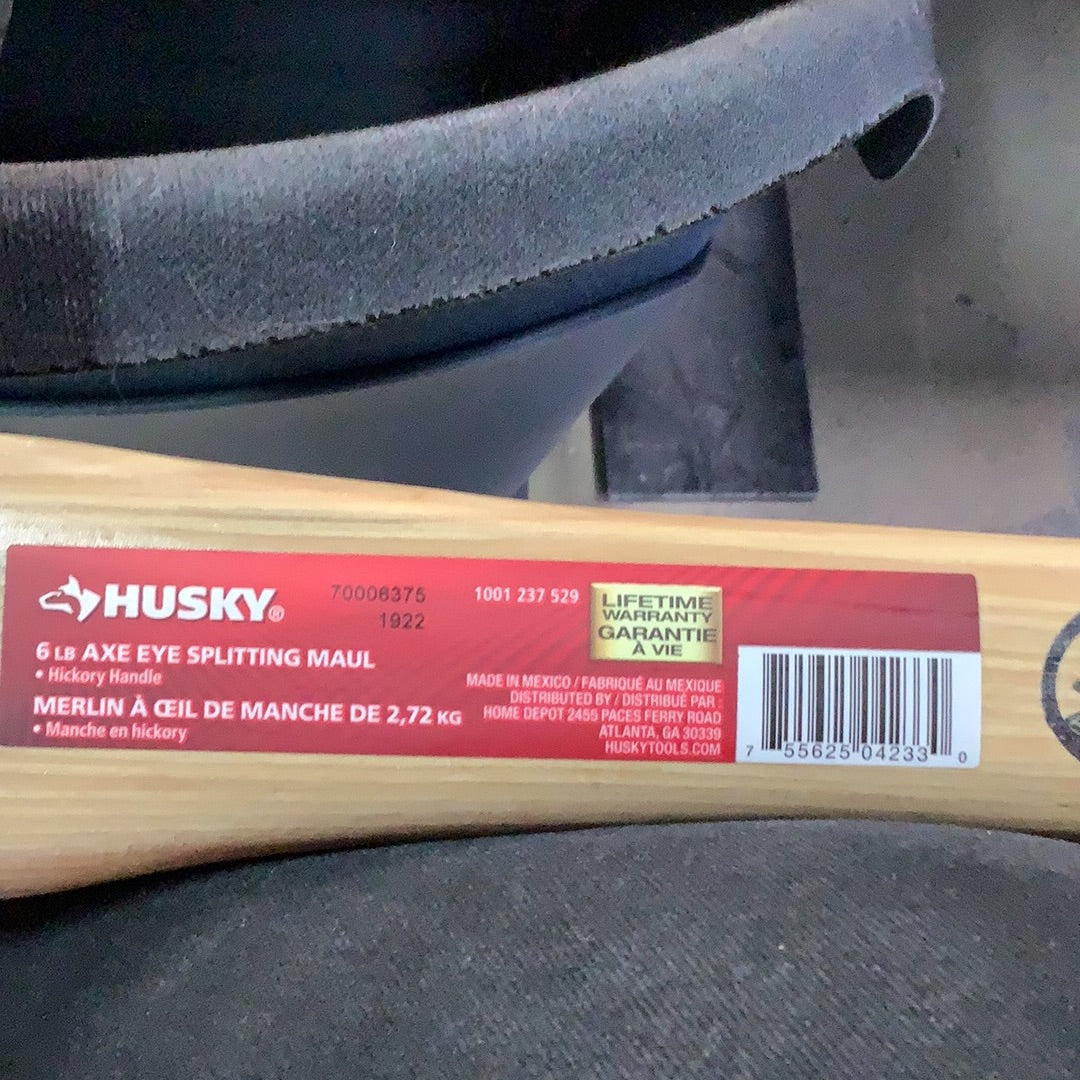 HUSKY®
70006375
1922
1001 237 529
LIFETIME
WARRANTY
GARANTIE
À VIE
6 LB AXE EYE SPLITTING MAUL
• Hickory Handle
MERLIN À ŒIL DE MANCHE DE 2,72 KG
• Manche en hickory
MADE IN MEXICO / FABRIQUÉ AU MEXIQUE
DISTRIBUTED BY / DISTRIBUÉ PAR :
HOME DEPOT 2455 PACES FERRY ROAD
ATLANTA, GA 30339
HUSKYTOOLS.COM
7 55625 04233 0